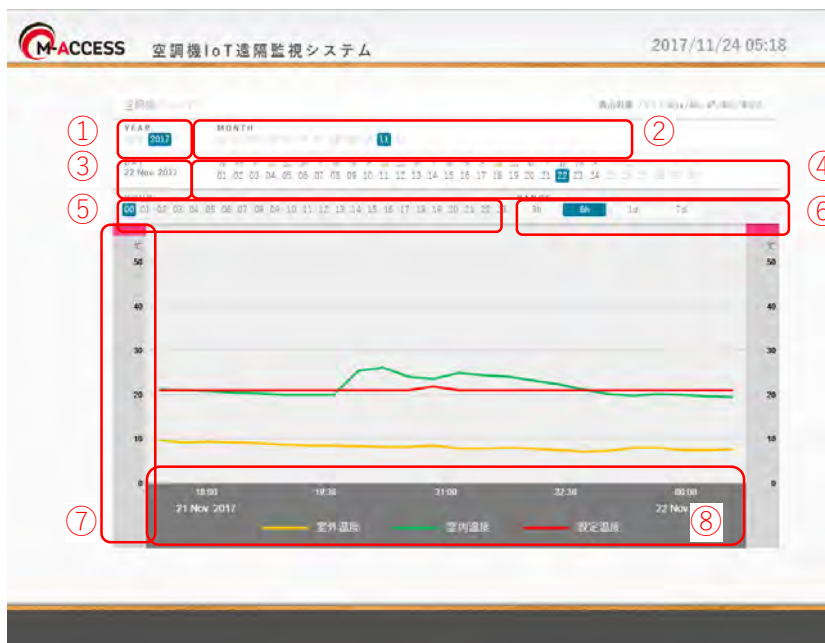 M-ACCESS 空調機IoT遠隔監視システム 2017/11/24 05:18
① YEAR 2017 MONTH 11 ②
③ DAY
22 Nov 2017 01 02 03 04 05 06 07 08 09 10 11 12 13 14 15 16 17 18 19 20 21 22 23 24 ④
HOUR RANGE
⑤ 00 01 02 03 04 05 06 07 08 09 10 11 12 13 14 15 16 17 18 19 20 21 22 23 3h 6h 1d 7d ⑥
℃ ℃
50 50
40 40
30 30
20 20
10 10
0 0
18:00 19:30 21:00 22:30 00:00
⑦ 21 Nov 2017 22 Nov ⑧
室外温度 室内温度 設定温度